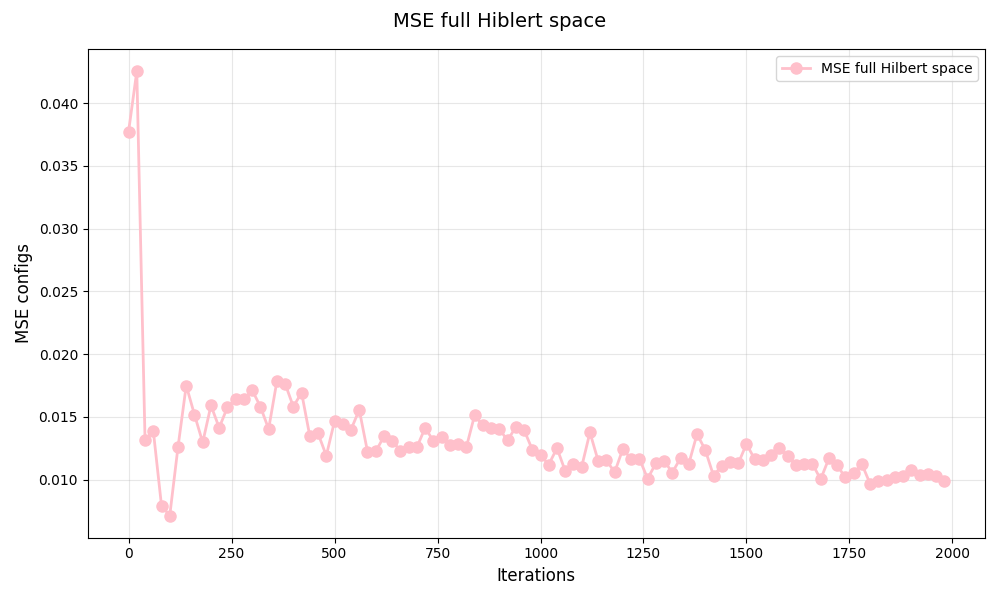 MSE full Hiblert space
MSE full Hilbert space
MSE configs
0.040
0.035
0.030
0.025
0.020
0.015
0.010
0 250 500 750 1000 1250 1500 1750 2000
Iterations